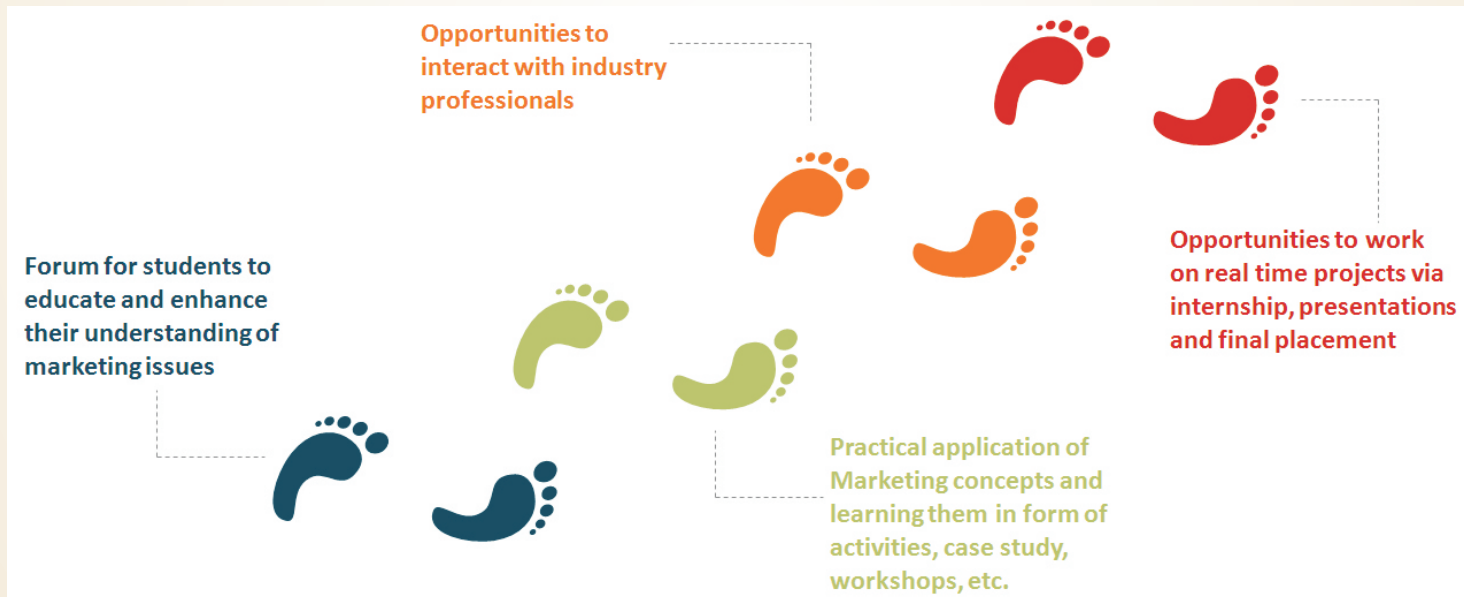 Opportunities to
interact with industry
professionals
Forum for students to
educate and enhance
their understanding of
marketing issues
Opportunities to work
on real time projects via
internship, presentations
and final placement
Practical application of
Marketing concepts and
learning them in form of
activities, case study,
workshops, etc.